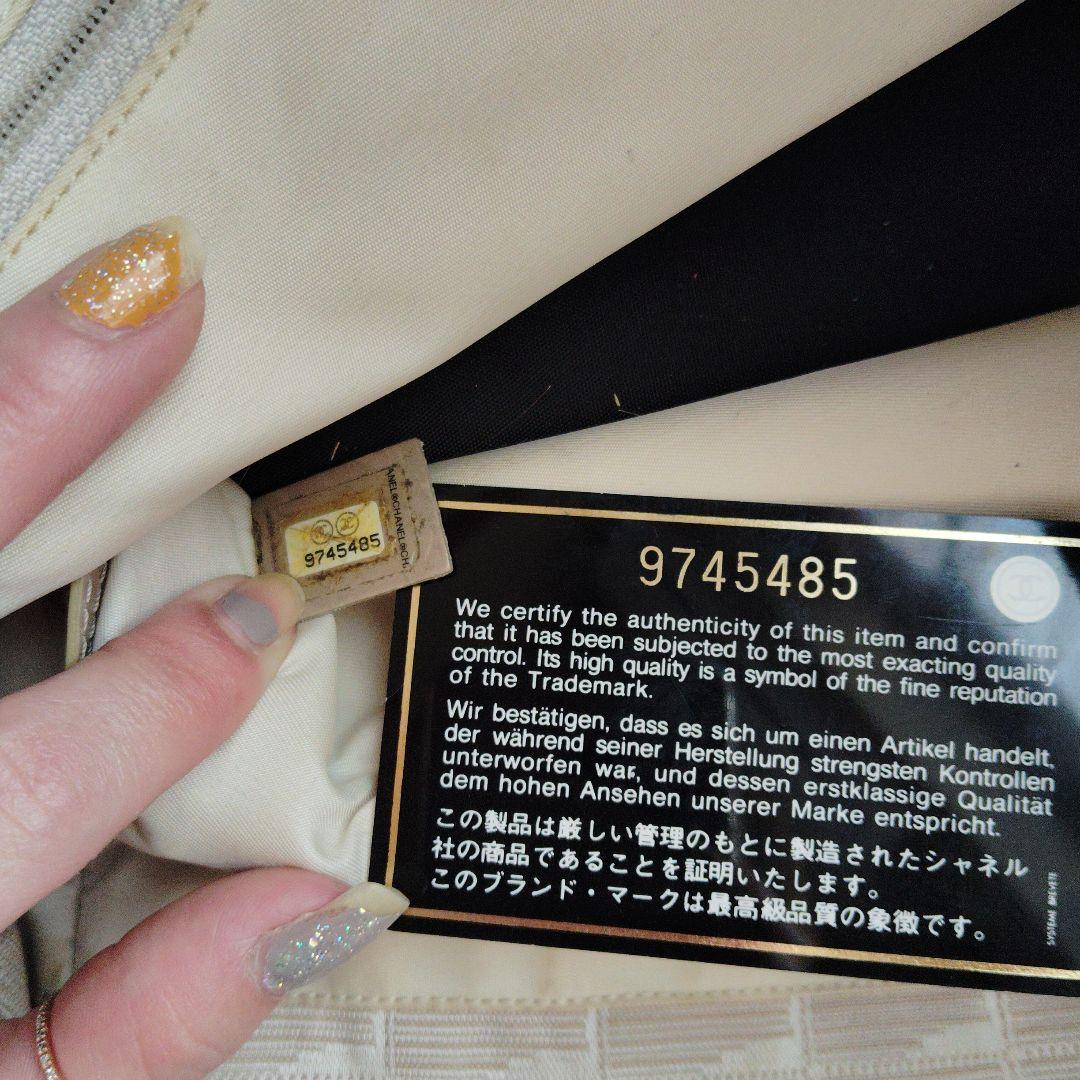 ANEL®CHANEL®CH
9745485
9745485
We certify the authenticity of this item and confirm
that it has been subjected to the most exacting quality
control. Its high quality is a symbol of the fine reputation
of the Trademark.
Wir bestätigen, dass es sich um einen Artikel handelt,
der während seiner Herstellung strengsten Kontrollen
unterworfen war, und dessen erstklassige Qualität
dem hohen Ansehen unserer Marke entspricht.
この製品は厳しい管理のもとに製造されたシャネル
社の商品であることを証明いたします。
このブランド・マークは最高級品質の象徴です。
SYSTEME BREVETE